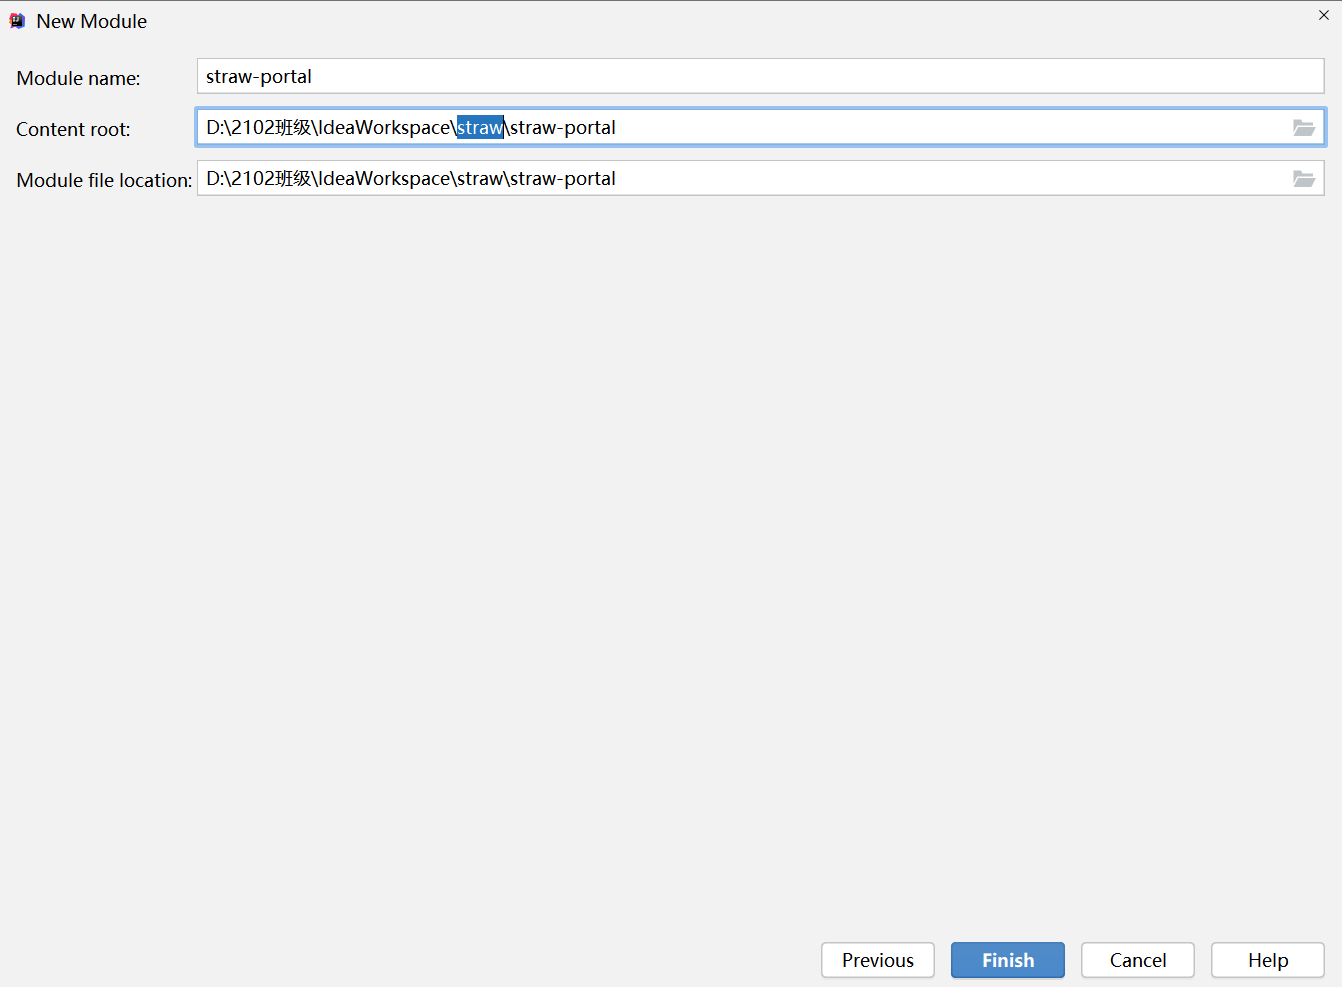 New Module
Module name: straw-portal
Content root: D:\2102班级\IdeaWorkspace\straw\straw-portal
Module file location: D:\2102班级\IdeaWorkspace\straw\straw-portal
Previous Finish Cancel Help